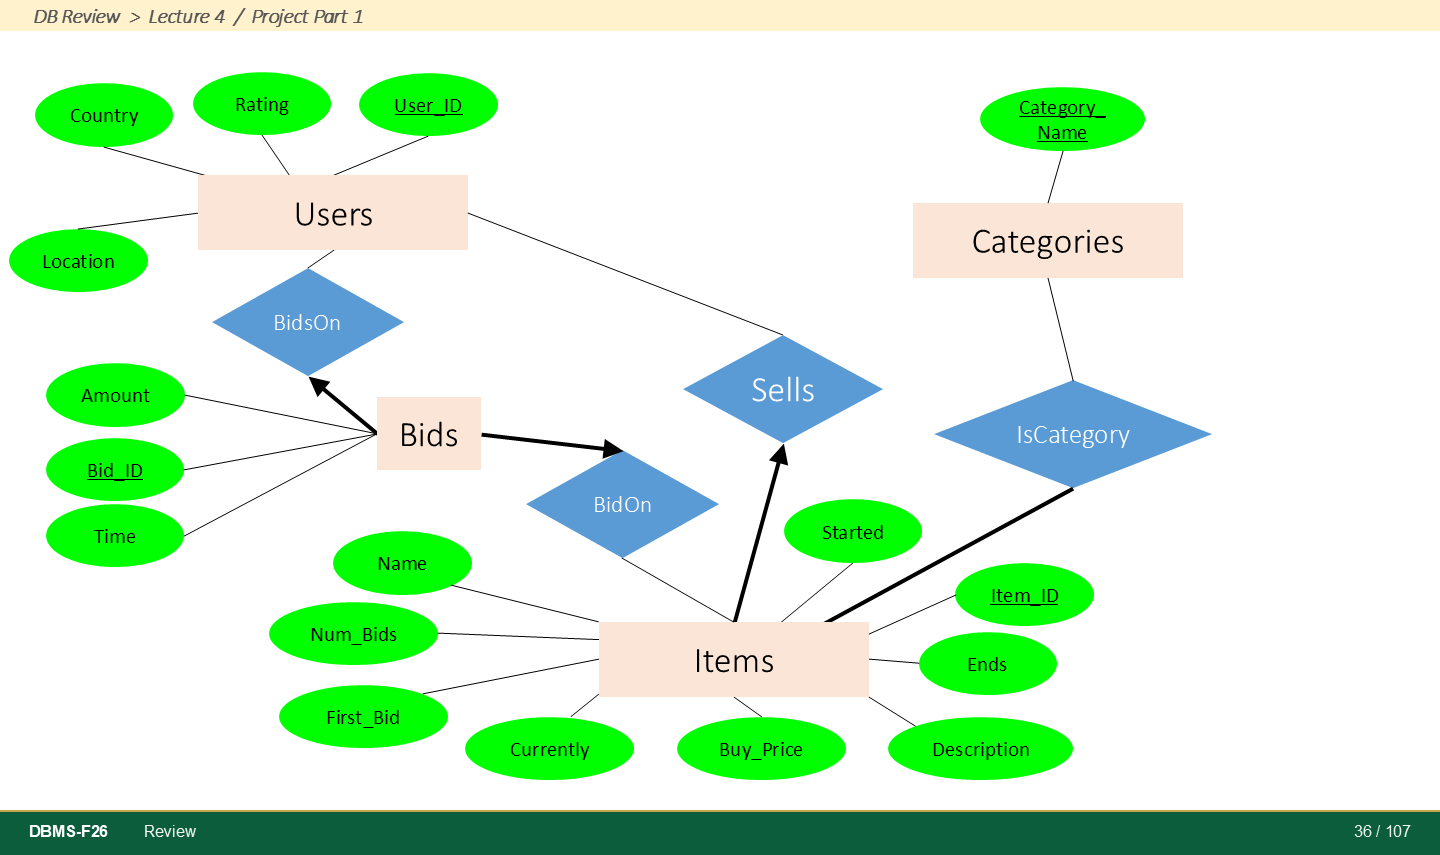 DB Review > Lecture 4 / Project Part 1
Country
Rating
User_ID
Category_
Name
Users
Categories
Location
BidsOn
Sells
Amount
Bids
IsCategory
Bid_ID
BidOn
Time
Started
Name
Item_ID
Num_Bids
Items
Ends
First_Bid
Currently
Buy_Price
Description
DBMS-F26 Review 36 / 107